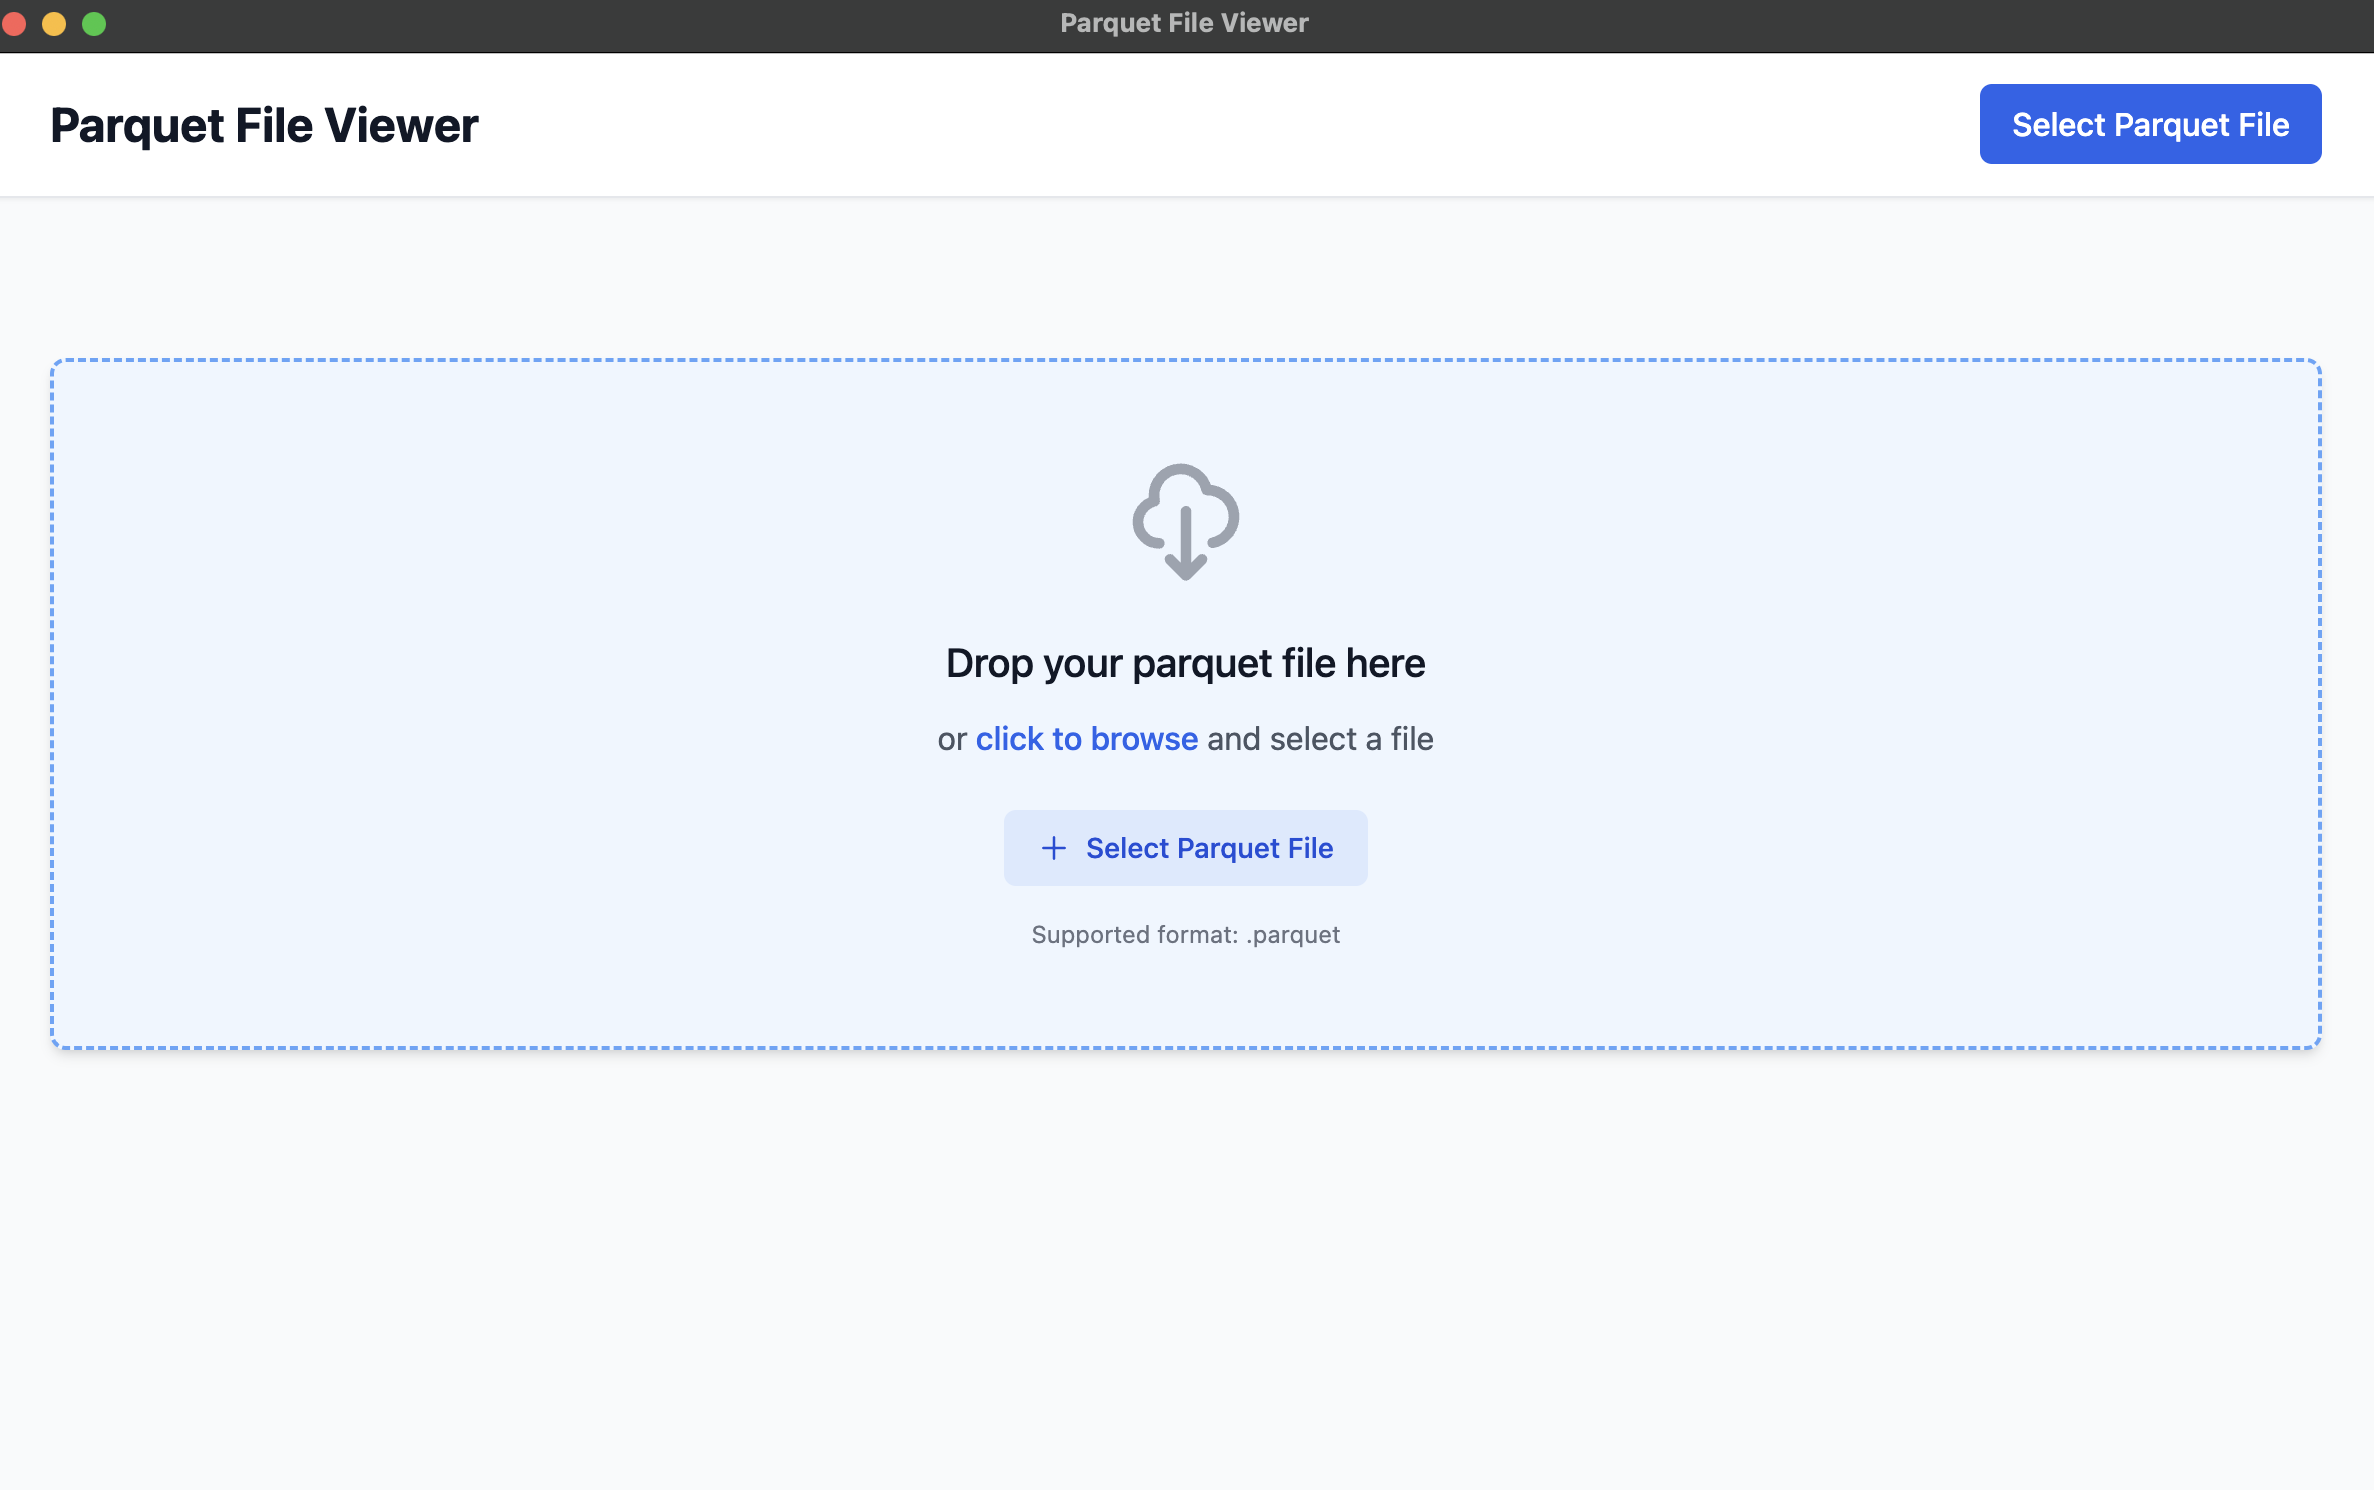 Parquet File Viewer
Parquet File Viewer
Select Parquet File
Drop your parquet file here
or click to browse and select a file
+ Select Parquet File
Supported format: .parquet